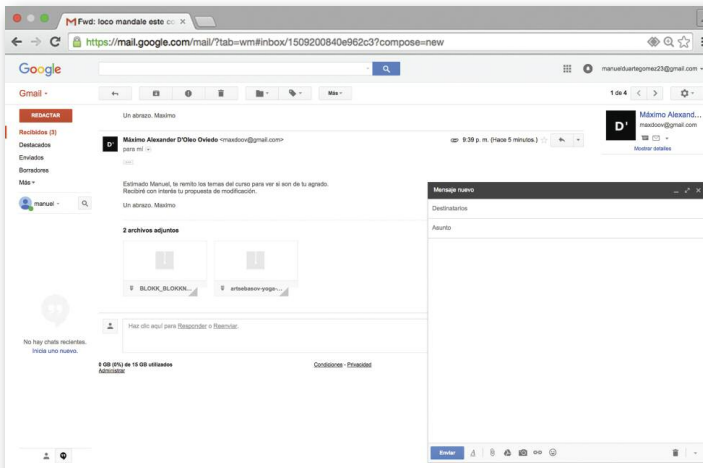 Fwd: loco mandale este co
https://mail.google.com/mail/?tab=wm#inbox/1509200840e962c3?compose=new
Google
manuelduartegomez23@gmail.com
Gmail
Más
1 de 4
REDACTAR
Recibidos (3)
Destacados
Enviados
Borradores
Más
manuel
No hay chats recientes.
Inicia uno nuevo.
Un abrazo. Maximo
D'
Máximo Alexander D'Oleo Oviedo <maxdoov@gmail.com>
para mí
9:39 p. m. (Hace 5 minutos.)
Estimado Manuel, te remito los temas del curso para ver si son de tu agrado.
Recibiré con interés tu propuesta de modificación.
Un abrazo. Maximo
2 archivos adjuntos
BLOKK_BLOKKN...
artsebasov-yoga-...
Haz clic aquí para Responder o Reenviar.
0 GB (0%) de 15 GB utilizados
Administrar
Condiciones - Privacidad
D'
Máximo Alexand...
maxdoov@gmail.com
Mostrar detalles
Mensaje nuevo
Destinatarios
Asunto
Enviar